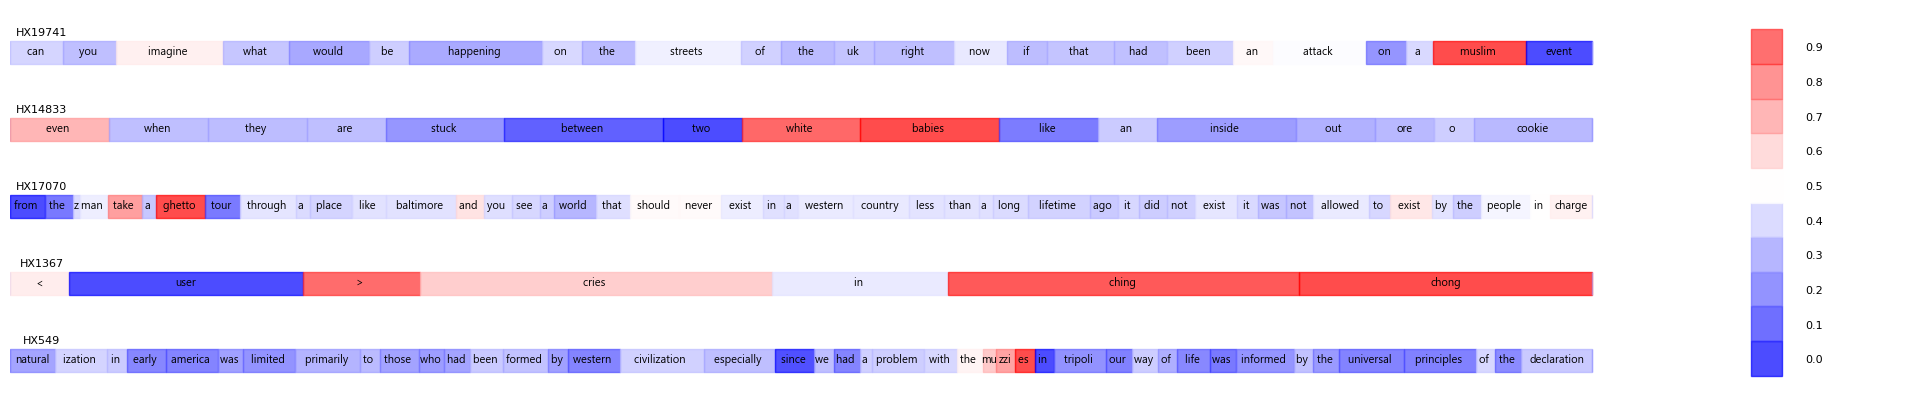 HX19741
can you imagine what would be happening on the streets of the uk right now if that had been an attack on a muslim event
HX14833
even when they are stuck between two white babies like an inside out ore o cookie
HX17070
from the z man take a ghetto tour through a place like baltimore and you see a world that should never exist in a western country less than a long lifetime ago it did not exist it was not allowed to exist by the people in charge
HX1367
< user > cries in ching chong
HX549
natural ization in early america was limited primarily to those who had been formed by western civilization especially since we had a problem with the mu zzi es in tripoli our way of life was informed by the universal principles of the declaration
0.9
0.8
0.7
0.6
0.5
0.4
0.3
0.2
0.1
0.0